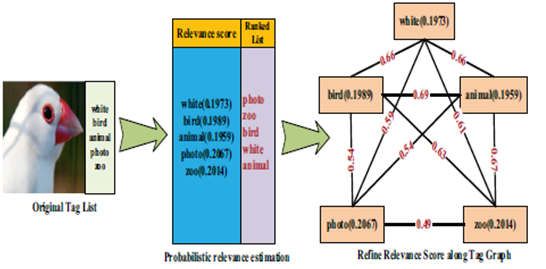 white
bird
animal
photo
zoo
Original Tag List
Relevance score
Ranked
List
white(0.1973)
bird(0.1989)
animal(0.1959)
photo(0.2067)
zoo(0.2014)
photo
zoo
bird
white
animal
Probabilistic relevance estimation
white(0.1973)
0.66
0.66
bird(0.1989)
0.69
animal(0.1959)
0.59
0.61
0.54
0.54
0.63
0.67
photo(0.2067)
0.49
zoo(0.2014)
Refine Relevance Score along Tag Graph